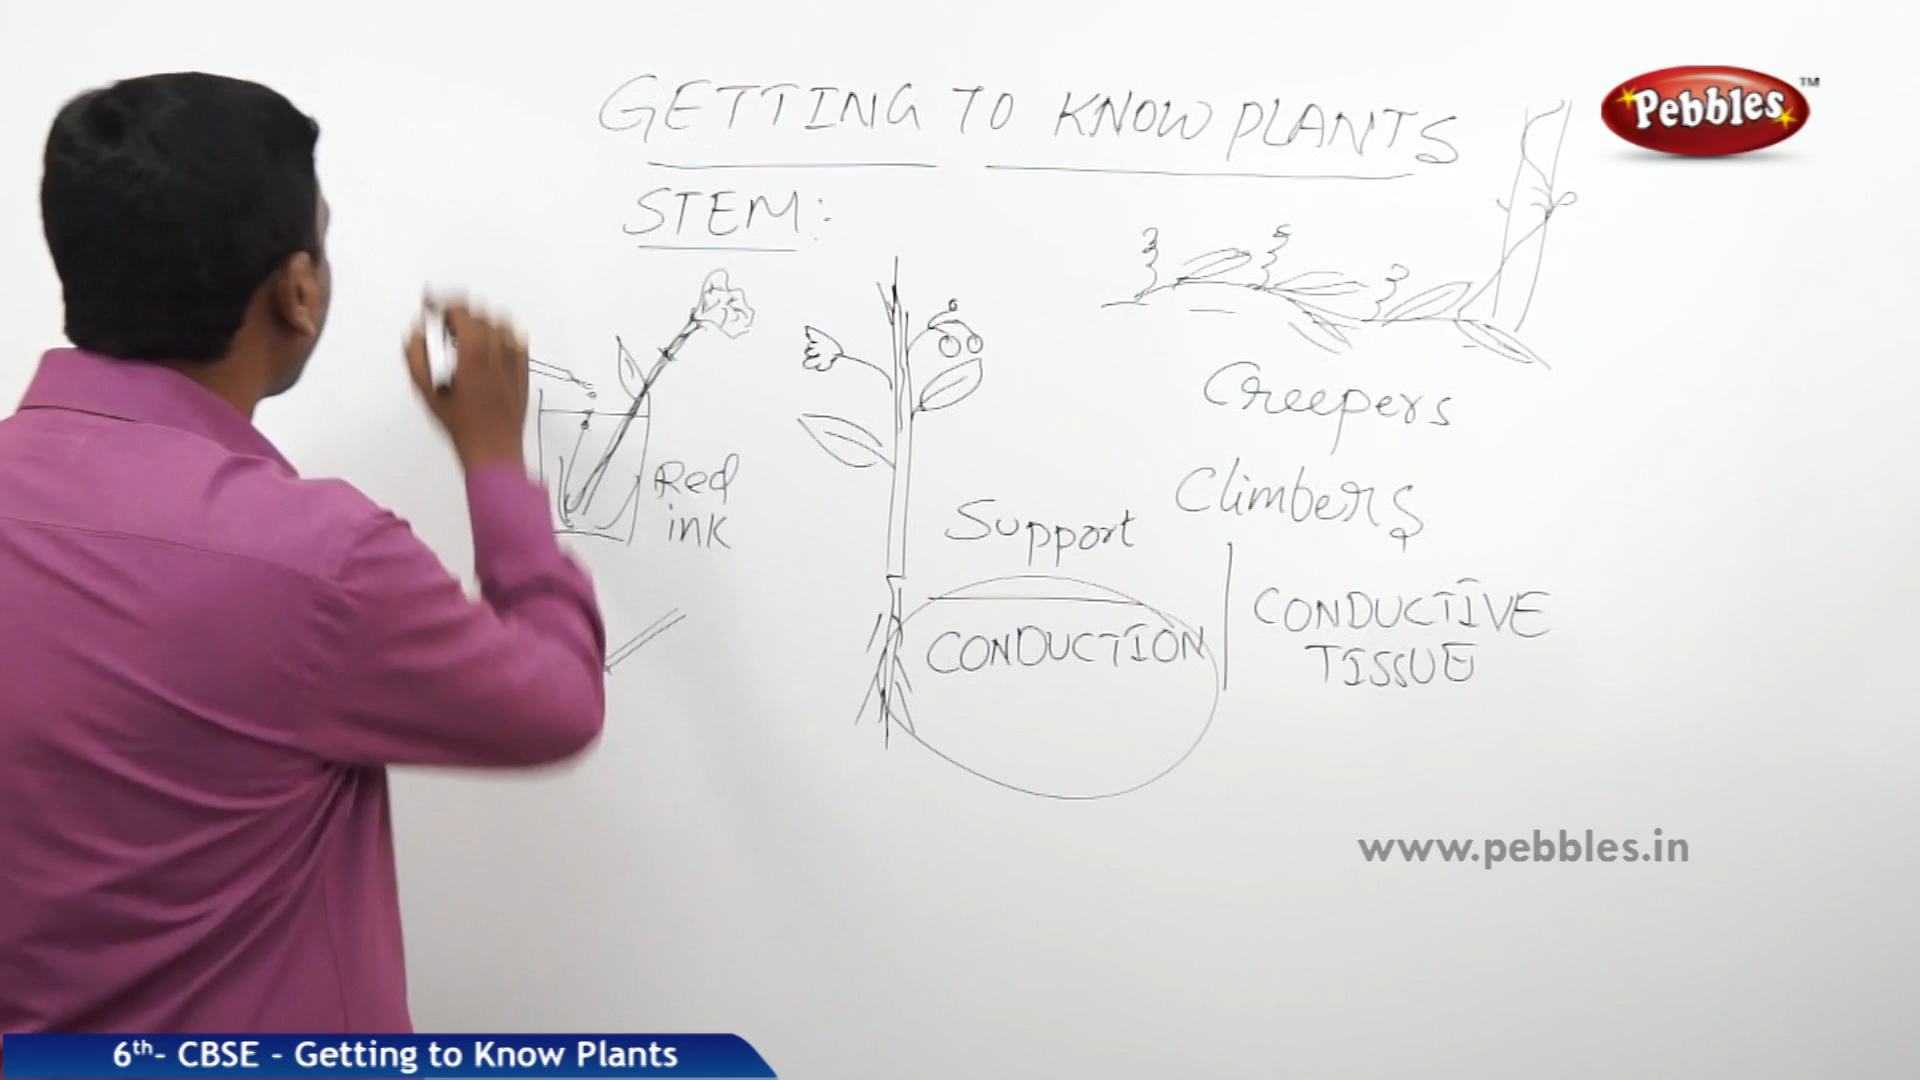 GETTING TO KNOW PLANTS
Pebbles™
STEM:
Creepers
Climbers
Red
ink
Support
CONDUCTION
CONDUCTIVE
TISSUE
www.pebbles.in
6th- CBSE - Getting to Know Plants